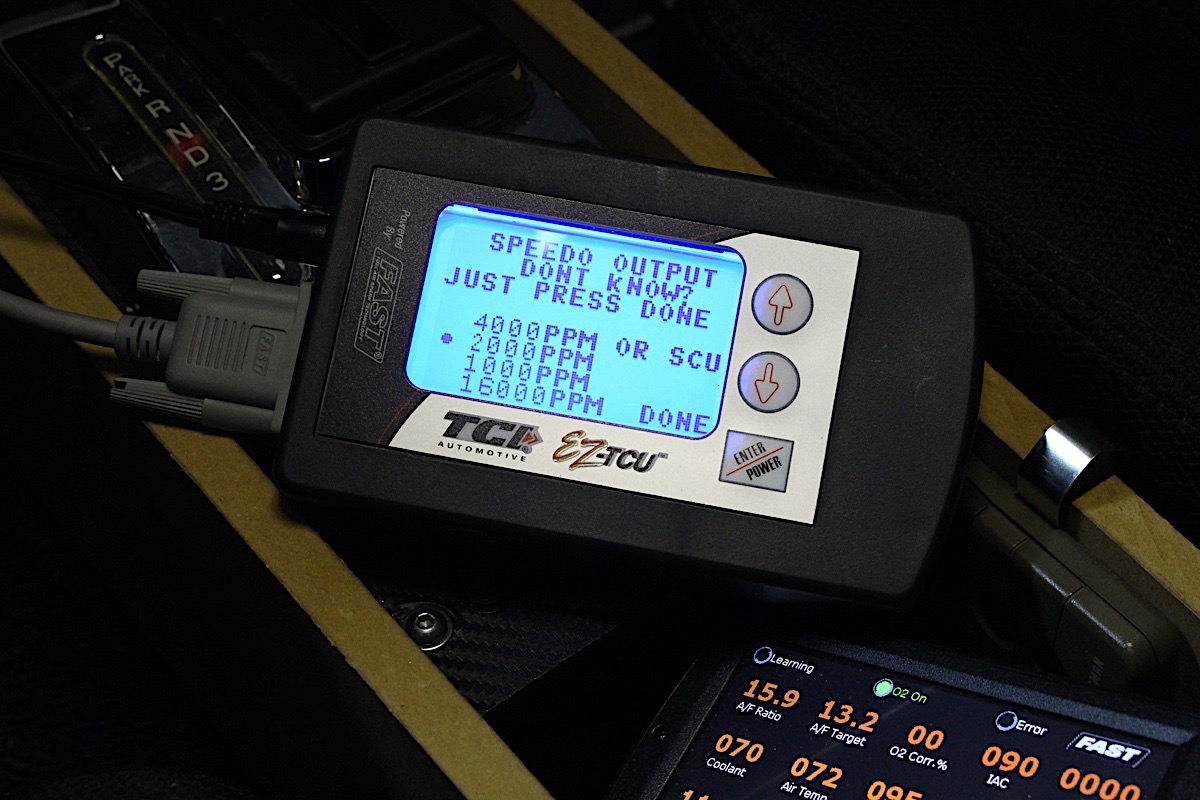 PARK R N D 3
Powered By:
FAST
SPEEDO OUTPUT
DONT KNOW?
JUST PRESS DONE
4000PPM OR SCU
2000PPM
1000PPM
16000PPM DONE
TCI
AUTOMOTIVE
EZ-TCU
ENTER/POWER
FAST
Learning
O2 On
Error
FAST
15.9
13.2
00
090
0000
A/F Ratio
A/F Target
O2 Corr.%
IAC
070
072
095
Coolant
Air Temp